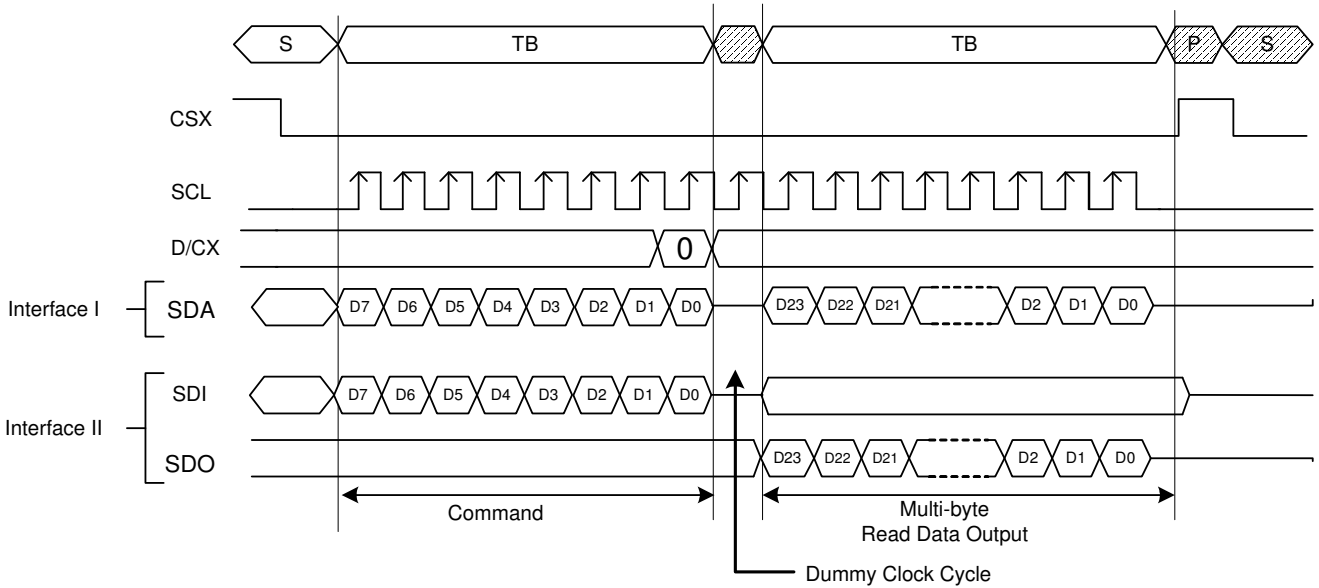 S TB TB P S
CSX
SCL
D/CX 0
Interface I SDA D7 D6 D5 D4 D3 D2 D1 D0 D23 D22 D21 D2 D1 D0
Interface II
SDI D7 D6 D5 D4 D3 D2 D1 D0
SDO D23 D22 D21 D2 D1 D0
Command
Multi-byte
Read Data Output
Dummy Clock Cycle